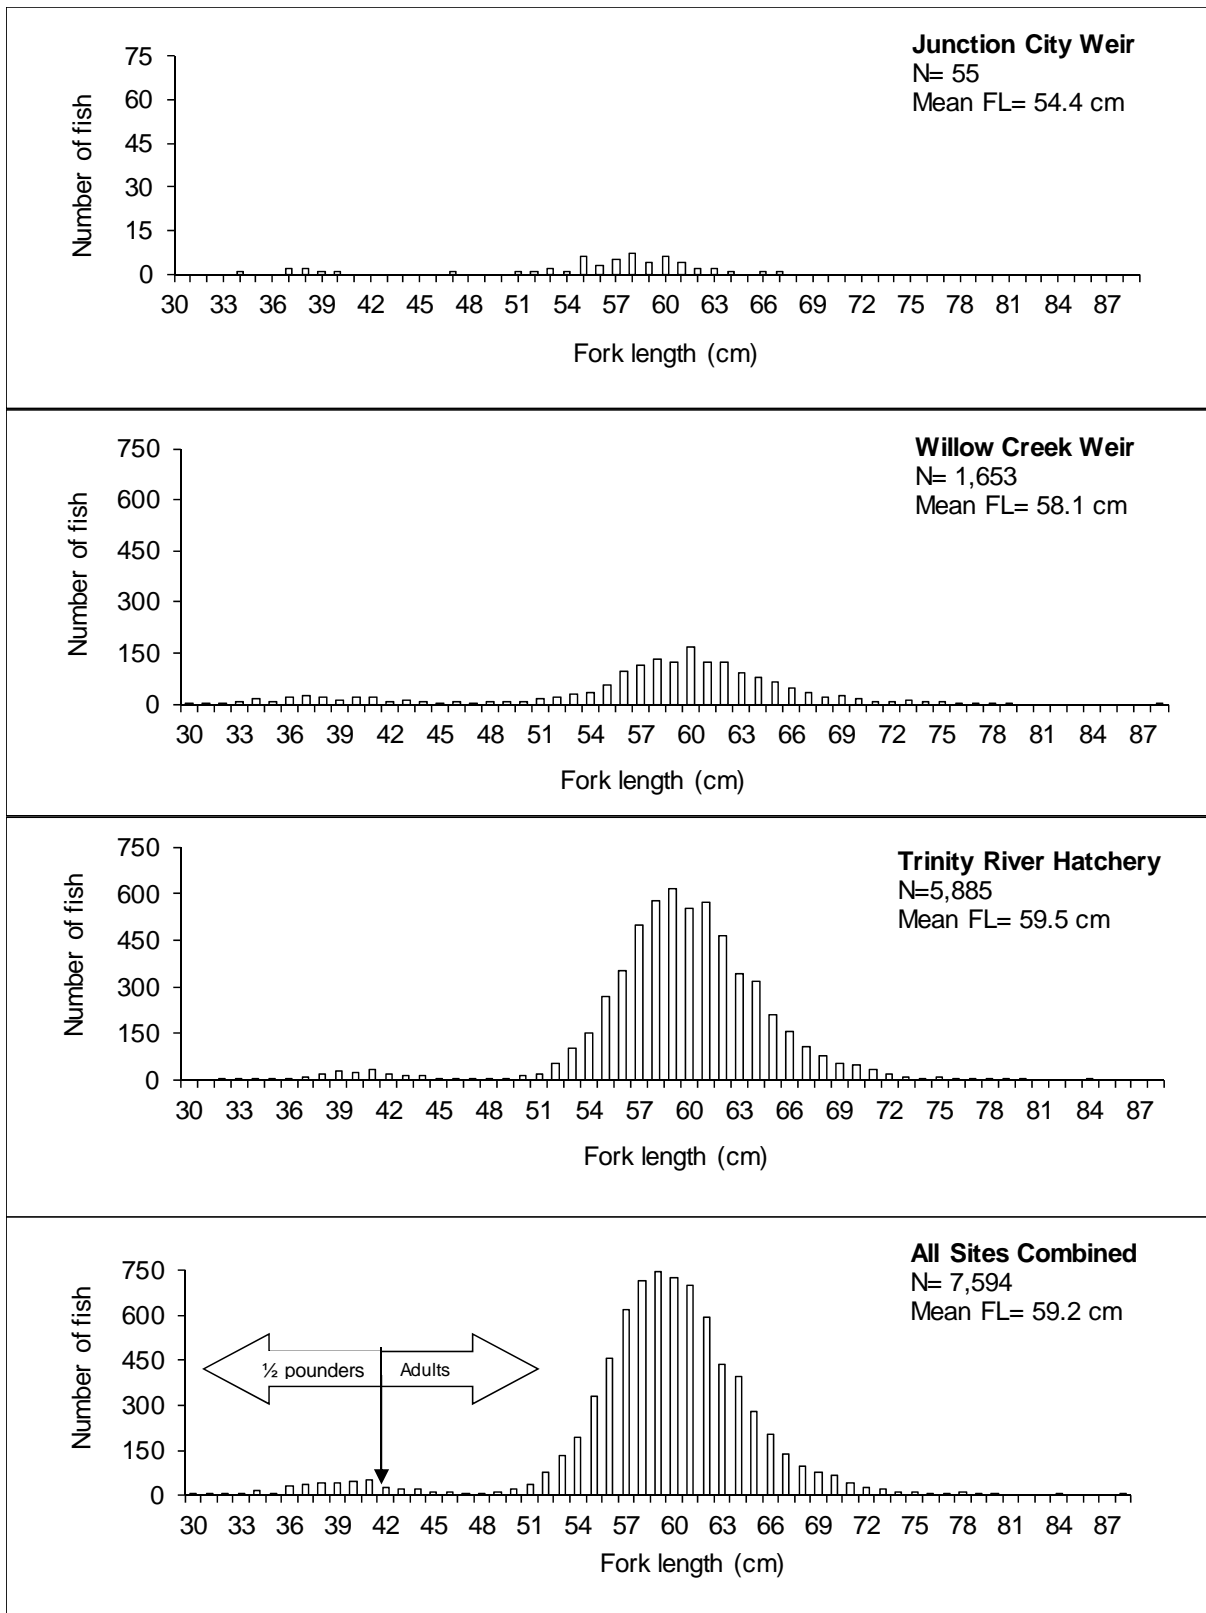 Junction City Weir
N= 55
Mean FL= 54.4 cm
75
60
45
30
15
0
Number of fish
30 33 36 39 42 45 48 51 54 57 60 63 66 69 72 75 78 81 84 87
Fork length (cm)
Willow Creek Weir
N= 1,653
Mean FL= 58.1 cm
750
600
450
300
150
0
Number of fish
30 33 36 39 42 45 48 51 54 57 60 63 66 69 72 75 78 81 84 87
Fork length (cm)
Trinity River Hatchery
N=5,885
Mean FL= 59.5 cm
750
600
450
300
150
0
Number of fish
30 33 36 39 42 45 48 51 54 57 60 63 66 69 72 75 78 81 84 87
Fork length (cm)
All Sites Combined
N= 7,594
Mean FL= 59.2 cm
750
600
450
300
150
0
Number of fish
½ pounders Adults
30 33 36 39 42 45 48 51 54 57 60 63 66 69 72 75 78 81 84 87
Fork length (cm)